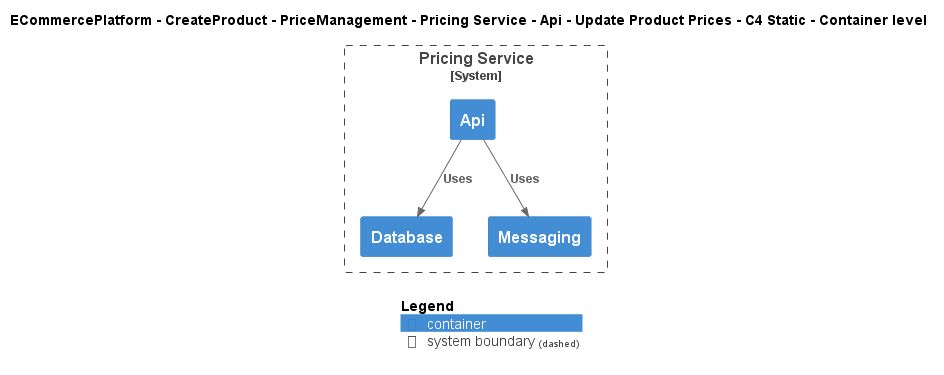 ECommercePlatform - CreateProduct - PriceManagement - Pricing Service - Api - Update Product Prices - C4 Static - Container level
Pricing Service
[System]
Api
Uses
Uses
Database
Messaging
Legend
container
system boundary (dashed)